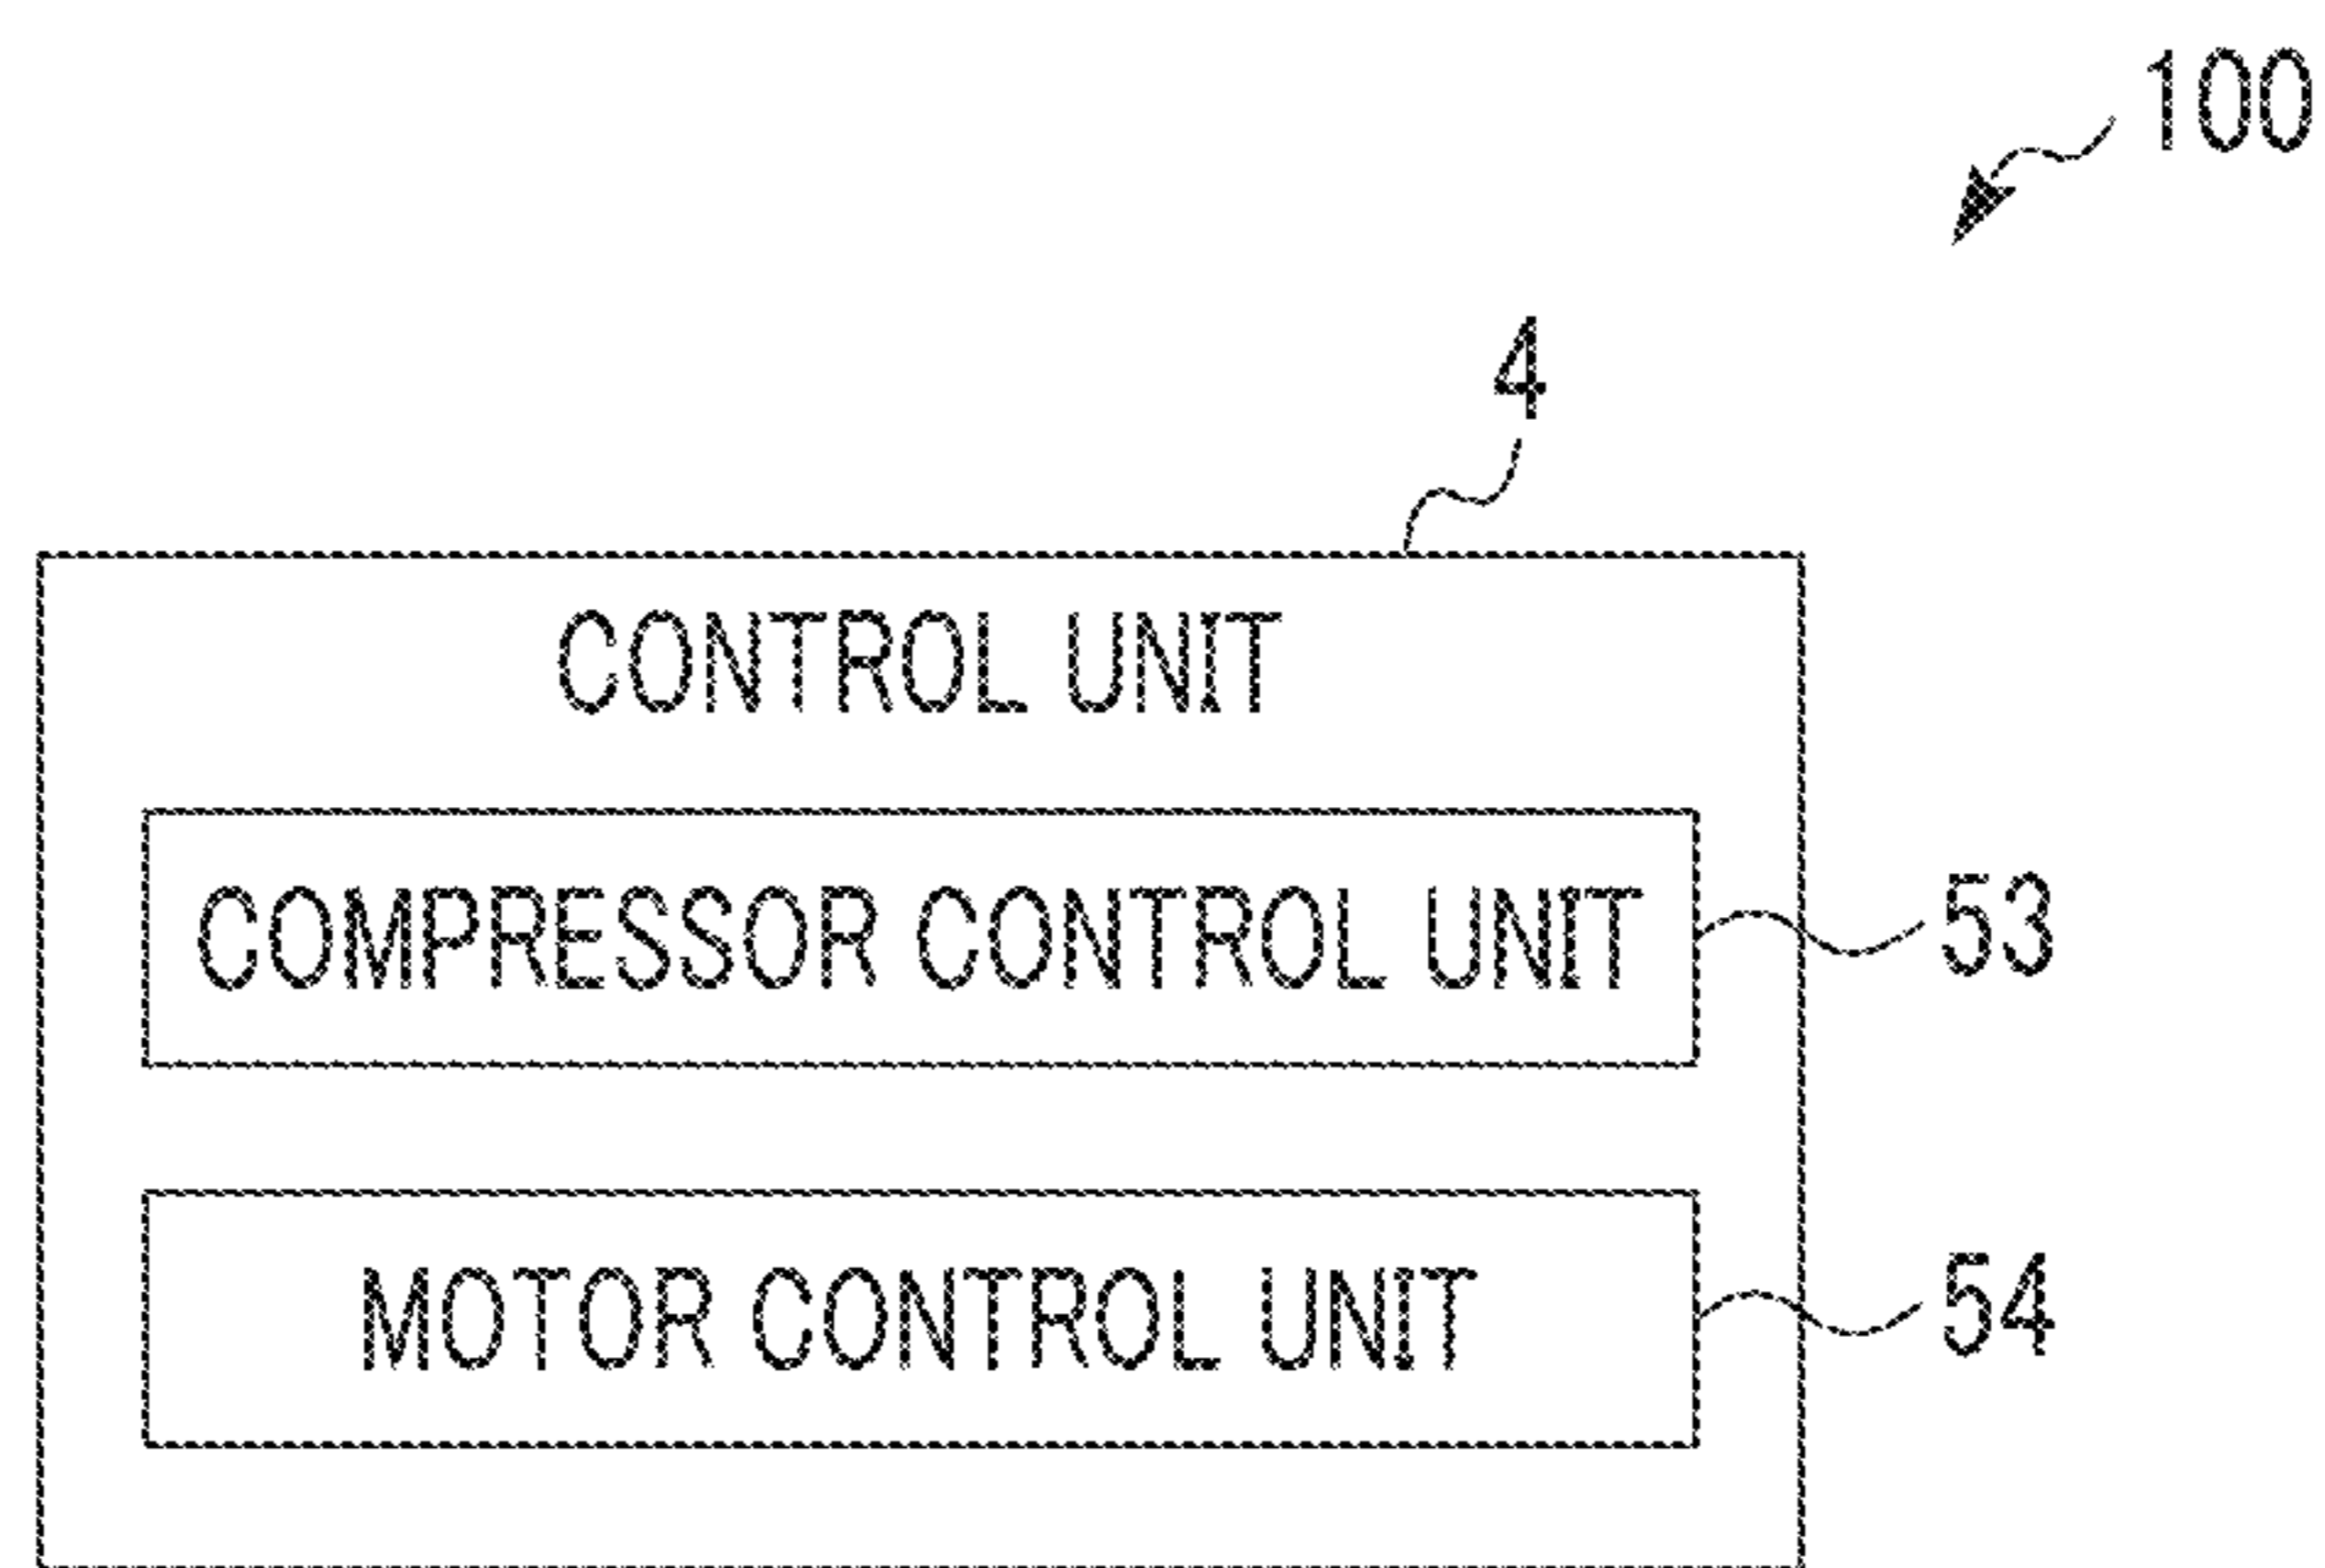 100
4
CONTROL UNIT
COMPRESSOR CONTROL UNIT
53
MOTOR CONTROL UNIT
54